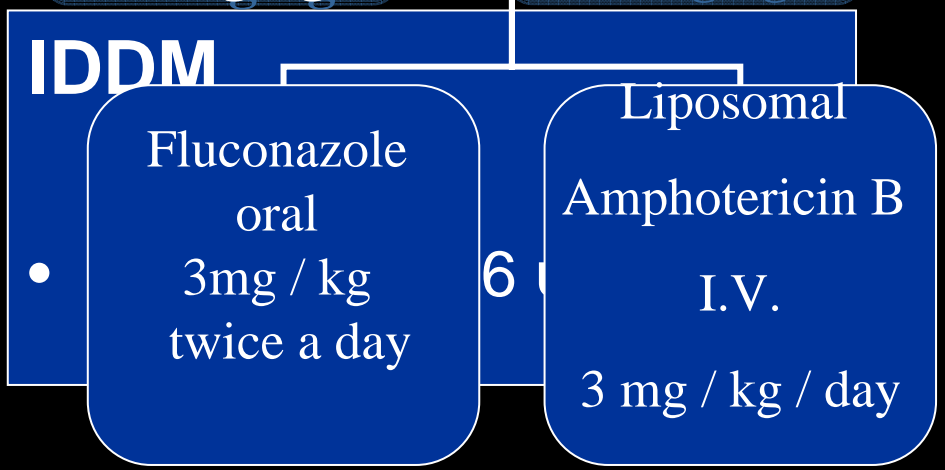 IDDM
Fluconazole
oral
3mg / kg
twice a day
• 6
Liposomal
Amphotericin B
I.V.
3 mg / kg / day